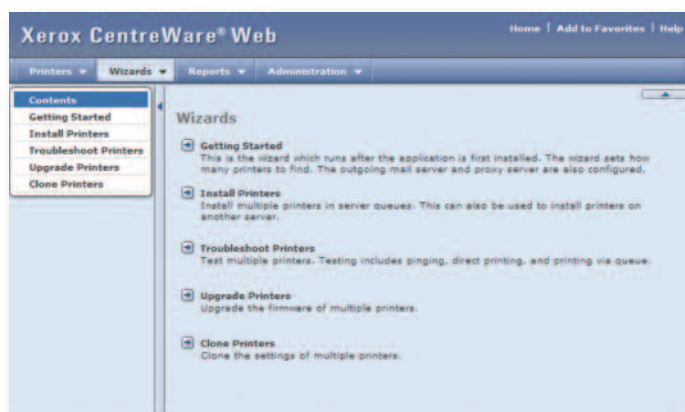 Xerox CentreWare® Web
Home | Add to Favorites | Help
Printers Wizards Reports Administration
Contents
Getting Started
Install Printers
Troubleshoot Printers
Upgrade Printers
Clone Printers
Wizards
Getting Started
This is the wizard which runs after the application is first installed. The wizard sets how
many printers to find. The outgoing mail server and proxy server are also configured.
Install Printers
Install multiple printers in server queues. This can also be used to install printers on
another server.
Troubleshoot Printers
Test multiple printers. Testing includes pinging, direct printing, and printing via queue.
Upgrade Printers
Upgrade the firmware of multiple printers.
Clone Printers
Clone the settings of multiple printers.